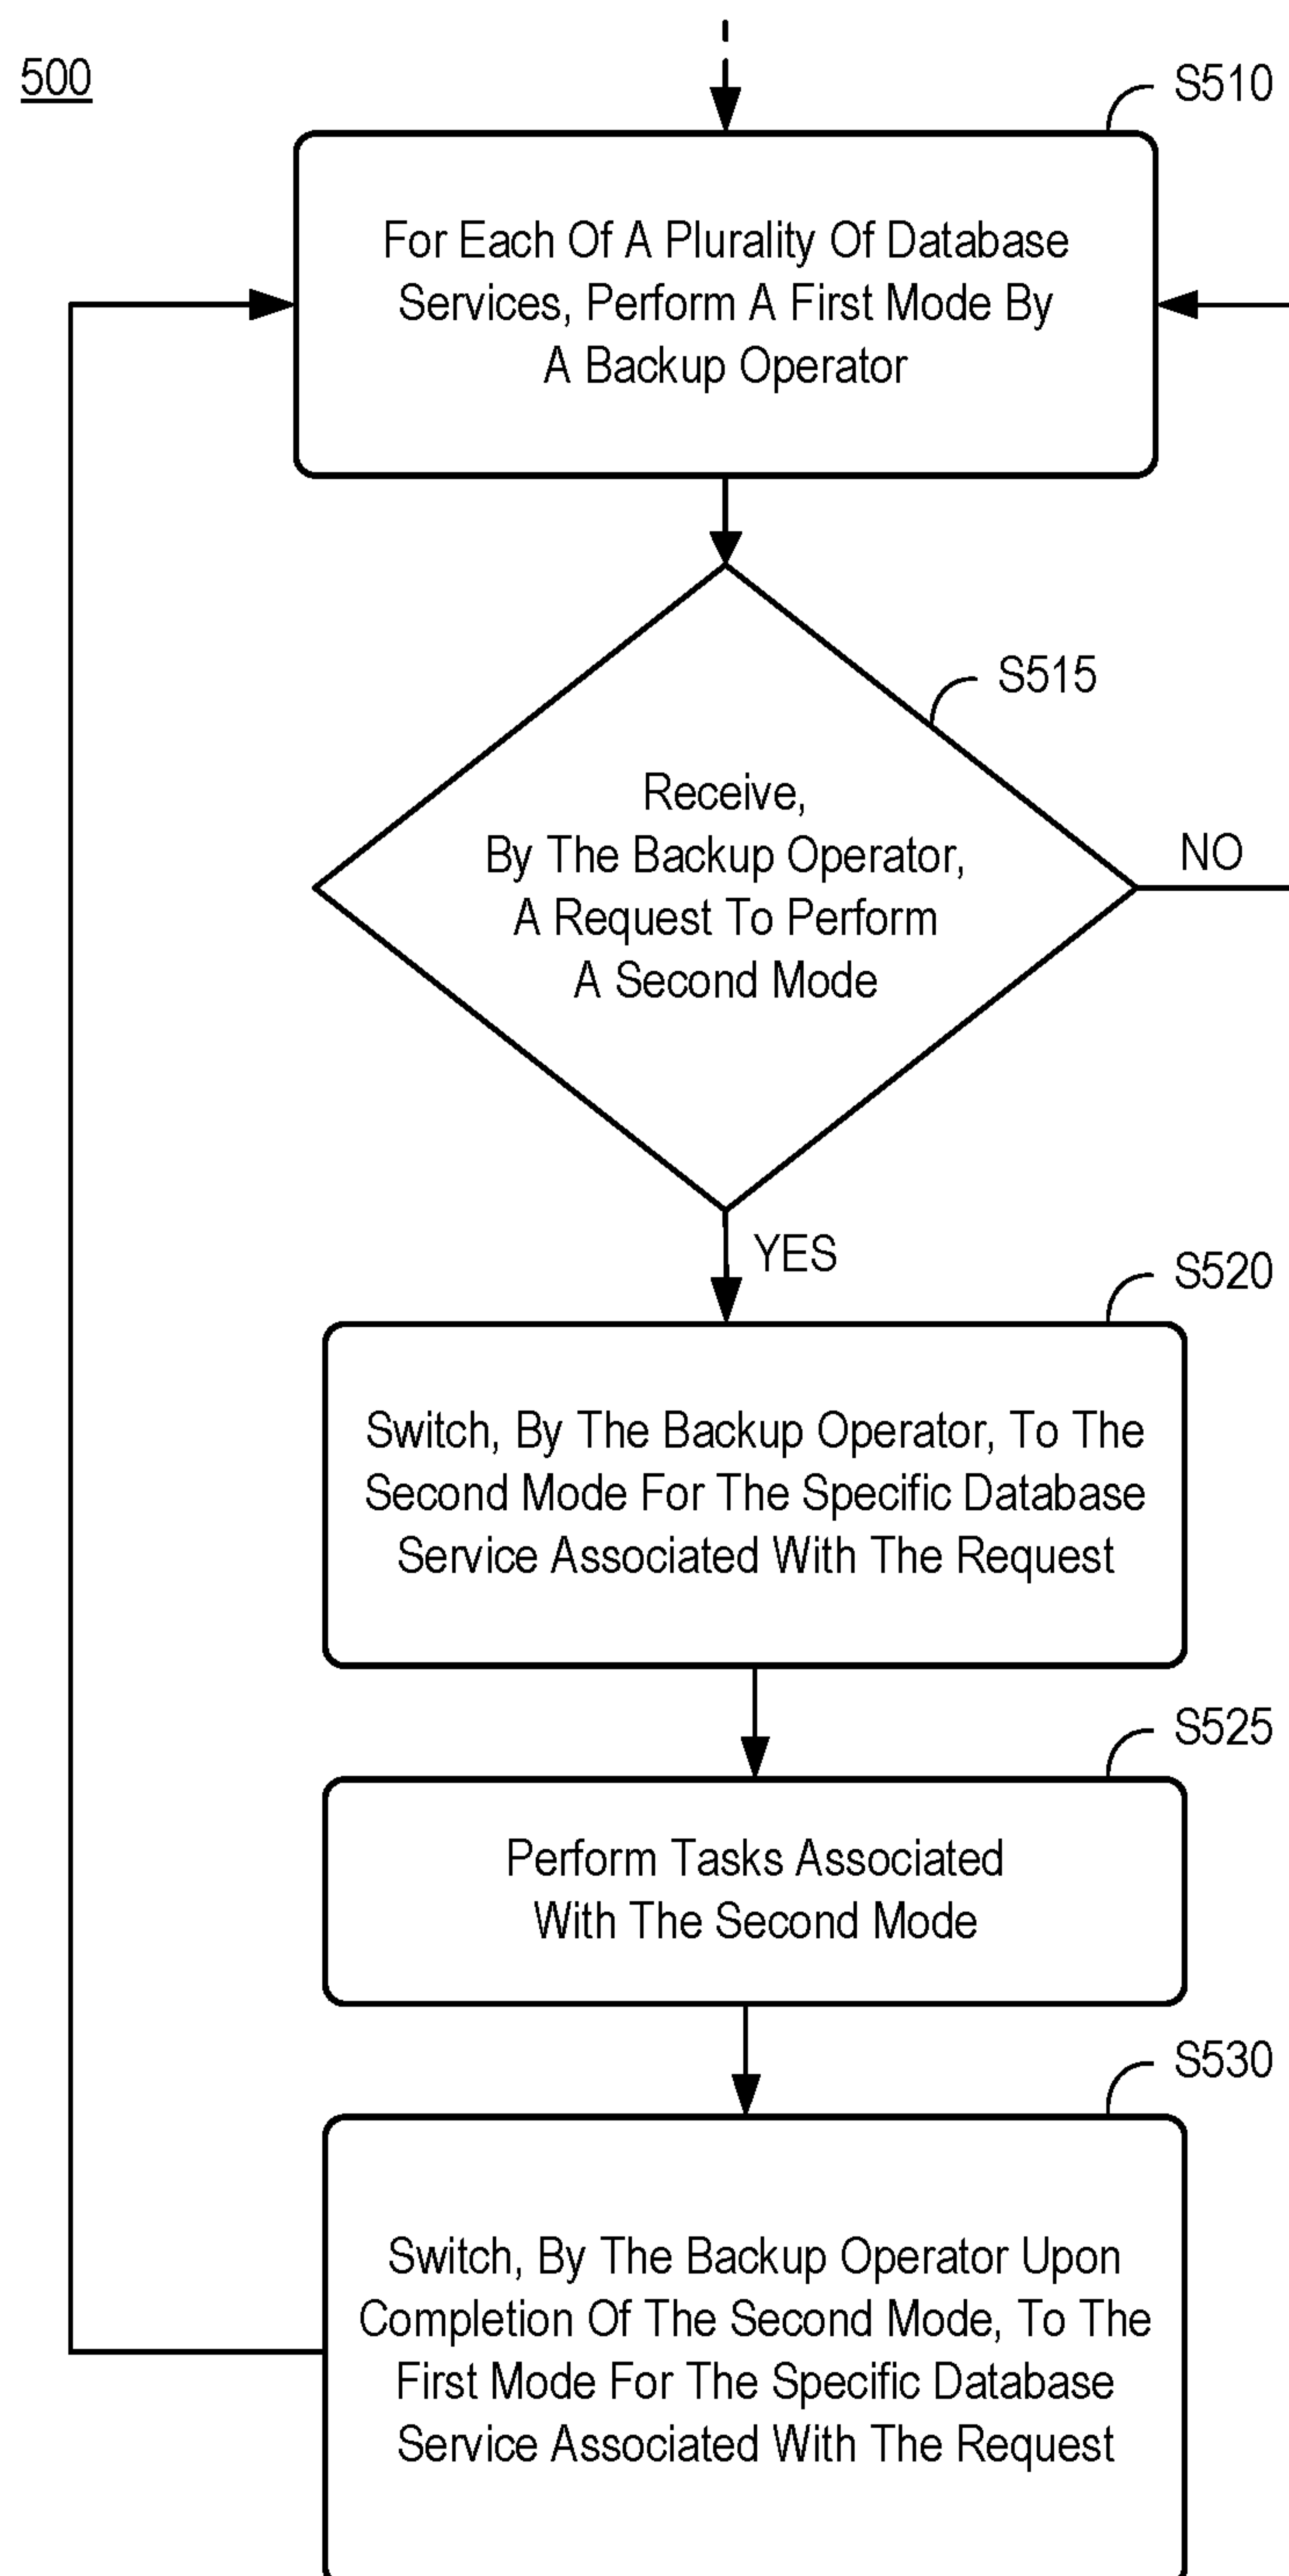 500
S510
For Each Of A Plurality Of Database
Services, Perform A First Mode By
A Backup Operator
S515
Receive,
By The Backup Operator,
A Request To Perform
A Second Mode
NO
YES
S520
Switch, By The Backup Operator, To The
Second Mode For The Specific Database
Service Associated With The Request
S525
Perform Tasks Associated
With The Second Mode
S530
Switch, By The Backup Operator Upon
Completion Of The Second Mode, To The
First Mode For The Specific Database
Service Associated With The Request